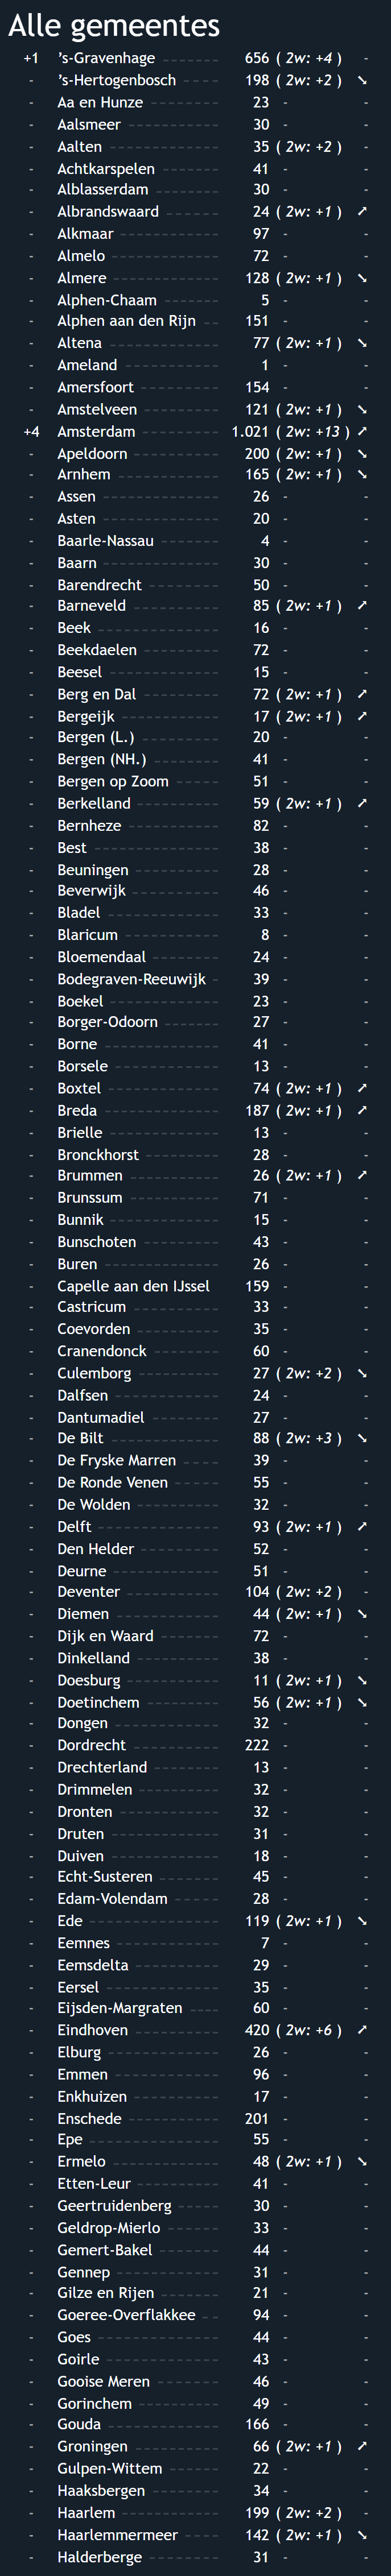 Alle gemeentes
+1 ’s-Gravenhage 656 ( 2w: +4 ) -
- ’s-Hertogenbosch 198 ( 2w: +2 ) ➘
- Aa en Hunze 23 - -
- Aalsmeer 30 - -
- Aalten 35 ( 2w: +2 ) -
- Achtkarspelen 41 - -
- Alblasserdam 30 - -
- Albrandswaard 24 ( 2w: +1 ) ➚
- Alkmaar 97 - -
- Almelo 72 - -
- Almere 128 ( 2w: +1 ) ➘
- Alphen-Chaam 5 - -
- Alphen aan den Rijn 151 - -
- Altena 77 ( 2w: +1 ) ➘
- Ameland 1 - -
- Amersfoort 154 - -
- Amstelveen 121 ( 2w: +1 ) ➘
+4 Amsterdam 1.021 ( 2w: +13 ) ➚
- Apeldoorn 200 ( 2w: +1 ) ➘
- Arnhem 165 ( 2w: +1 ) ➘
- Assen 26 - -
- Asten 20 - -
- Baarle-Nassau 4 - -
- Baarn 30 - -
- Barendrecht 50 - -
- Barneveld 85 ( 2w: +1 ) ➚
- Beek 16 - -
- Beekdaelen 72 - -
- Beesel 15 - -
- Berg en Dal 72 ( 2w: +1 ) ➚
- Bergeijk 17 ( 2w: +1 ) ➚
- Bergen (L.) 20 - -
- Bergen (NH.) 41 - -
- Bergen op Zoom 51 - -
- Berkelland 59 ( 2w: +1 ) ➚
- Bernheze 82 - -
- Best 38 - -
- Beuningen 28 - -
- Beverwijk 46 - -
- Bladel 33 - -
- Blaricum 8 - -
- Bloemendaal 24 - -
- Bodegraven-Reeuwijk 39 - -
- Boekel 23 - -
- Borger-Odoorn 27 - -
- Borne 41 - -
- Borsele 13 - -
- Boxtel 74 ( 2w: +1 ) ➚
- Breda 187 ( 2w: +1 ) ➚
- Brielle 13 - -
- Bronckhorst 28 - -
- Brummen 26 ( 2w: +1 ) ➚
- Brunssum 71 - -
- Bunnik 15 - -
- Bunschoten 43 - -
- Buren 26 - -
- Capelle aan den IJssel 159 - -
- Castricum 33 - -
- Coevorden 35 - -
- Cranendonck 60 - -
- Culemborg 27 ( 2w: +2 ) ➘
- Dalfsen 24 - -
- Dantumadiel 27 - -
- De Bilt 88 ( 2w: +3 ) ➘
- De Fryske Marren 39 - -
- De Ronde Venen 55 - -
- De Wolden 32 - -
- Delft 93 ( 2w: +1 ) ➚
- Den Helder 52 - -
- Deurne 51 - -
- Deventer 104 ( 2w: +2 ) -
- Diemen 44 ( 2w: +1 ) ➘
- Dijk en Waard 72 - -
- Dinkelland 38 - -
- Doesburg 11 ( 2w: +1 ) ➘
- Doetinchem 56 ( 2w: +1 ) ➘
- Dongen 32 - -
- Dordrecht 222 - -
- Drechterland 13 - -
- Drimmelen 32 - -
- Dronten 32 - -
- Druten 31 - -
- Duiven 18 - -
- Echt-Susteren 45 - -
- Edam-Volendam 28 - -
- Ede 119 ( 2w: +1 ) ➘
- Eemnes 7 - -
- Eemsdelta 29 - -
- Eersel 35 - -
- Eijsden-Margraten 60 - -
- Eindhoven 420 ( 2w: +6 ) ➚
- Elburg 26 - -
- Emmen 96 - -
- Enkhuizen 17 - -
- Enschede 201 - -
- Epe 55 - -
- Ermelo 48 ( 2w: +1 ) ➘
- Etten-Leur 41 - -
- Geertruidenberg 30 - -
- Geldrop-Mierlo 33 - -
- Gemert-Bakel 44 - -
- Gennep 31 - -
- Gilze en Rijen 21 - -
- Goeree-Overflakkee 94 - -
- Goes 44 - -
- Goirle 43 - -
- Gooise Meren 46 - -
- Gorinchem 49 - -
- Gouda 166 - -
- Groningen 66 ( 2w: +1 ) ➚
- Gulpen-Wittem 22 - -
- Haaksbergen 34 - -
- Haarlem 199 ( 2w: +2 ) -
- Haarlemmermeer 142 ( 2w: +1 ) ➘
- Halderberge 31 - -